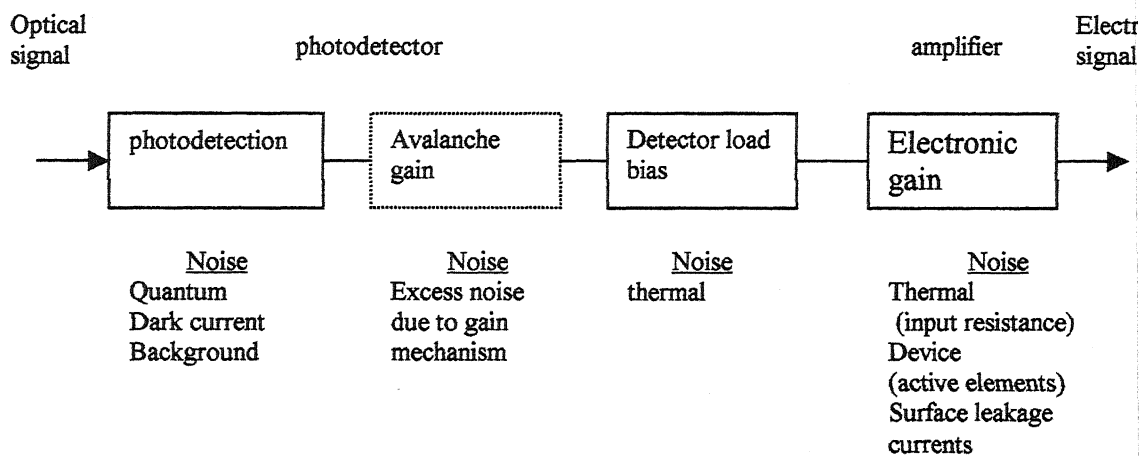 Optical
signal
photodetector
amplifier
Electr
signal
photodetection
Avalanche
gain
Detector load
bias
Electronic
gain
Noise
Quantum
Dark current
Background
Noise
Excess noise
due to gain
mechanism
Noise
thermal
Noise
Thermal
(input resistance)
Device
(active elements)
Surface leakage
currents